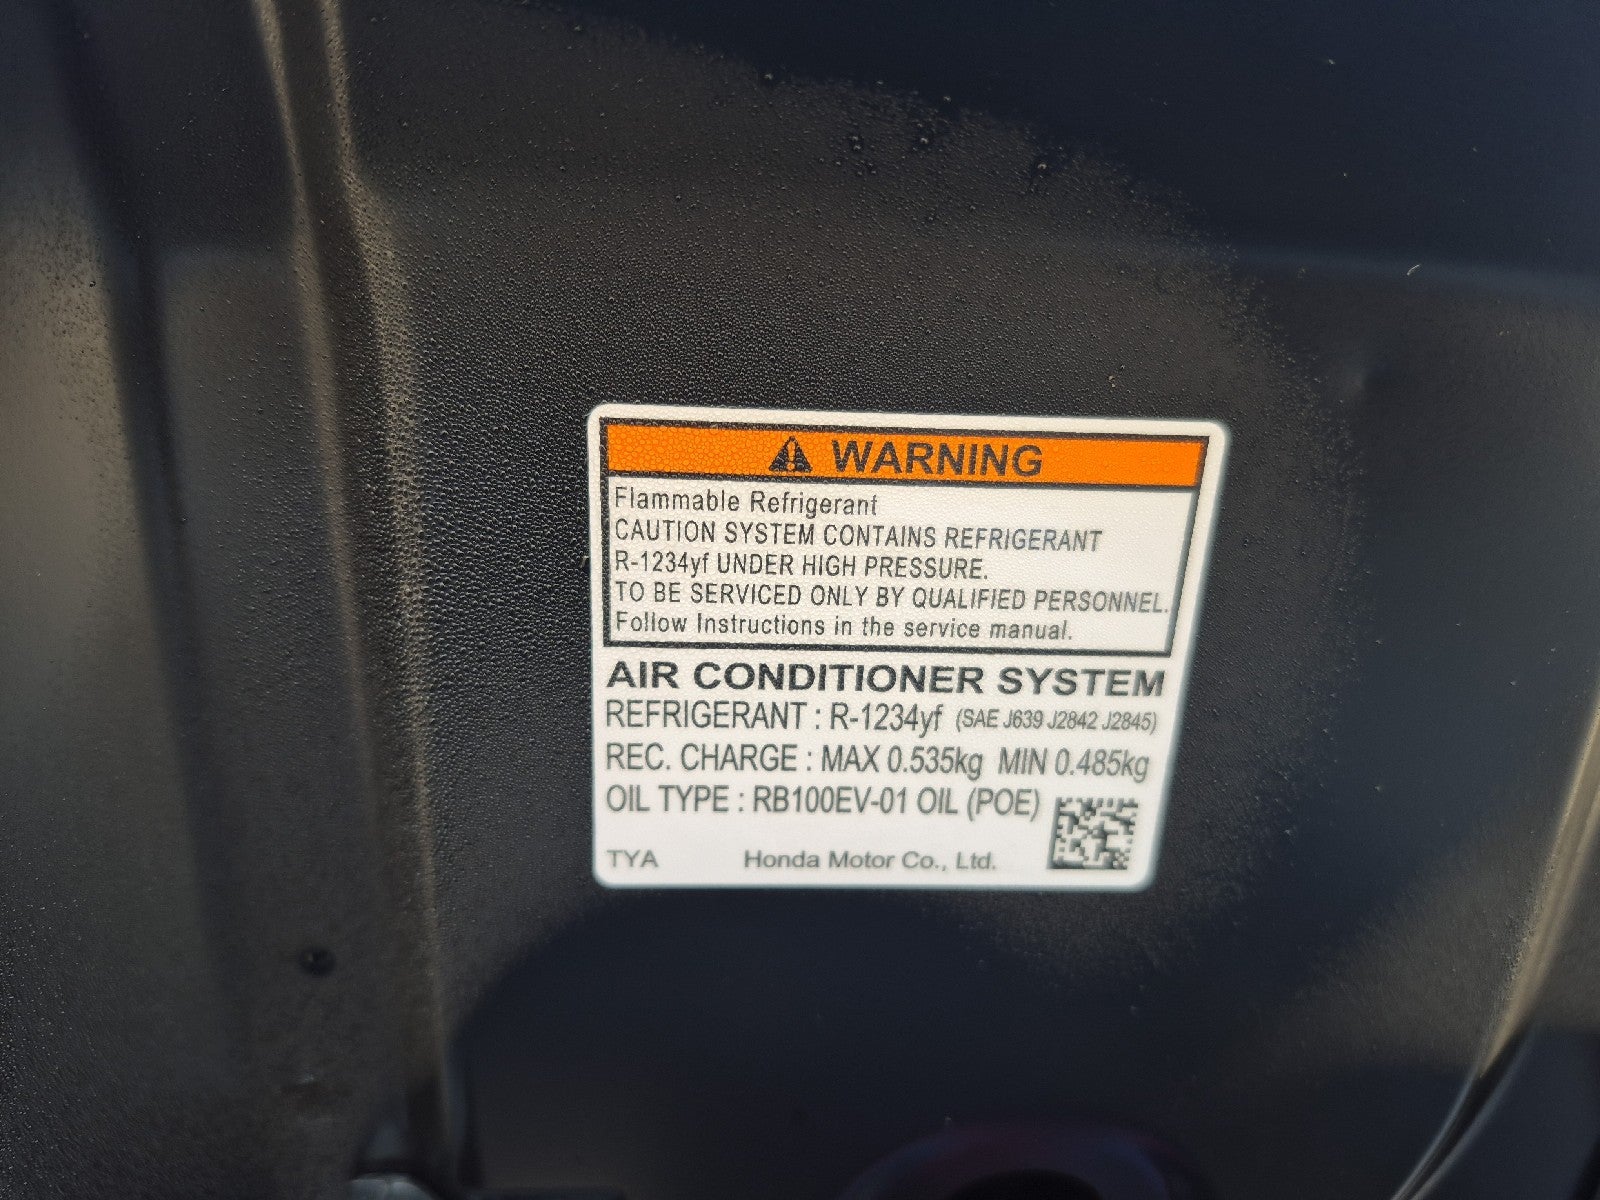 WARNING
Flammable Refrigerant
CAUTION SYSTEM CONTAINS REFRIGERANT
R-1234yf UNDER HIGH PRESSURE.
TO BE SERVICED ONLY BY QUALIFIED PERSONNEL.
Follow Instructions in the service manual.
AIR CONDITIONER SYSTEM
REFRIGERANT : R-1234yf (SAE J639 J2842 J2845)
REC. CHARGE : MAX 0.535kg MIN 0.485kg
OIL TYPE : RB100EV-01 OIL (POE)
TYA Honda Motor Co., Ltd.